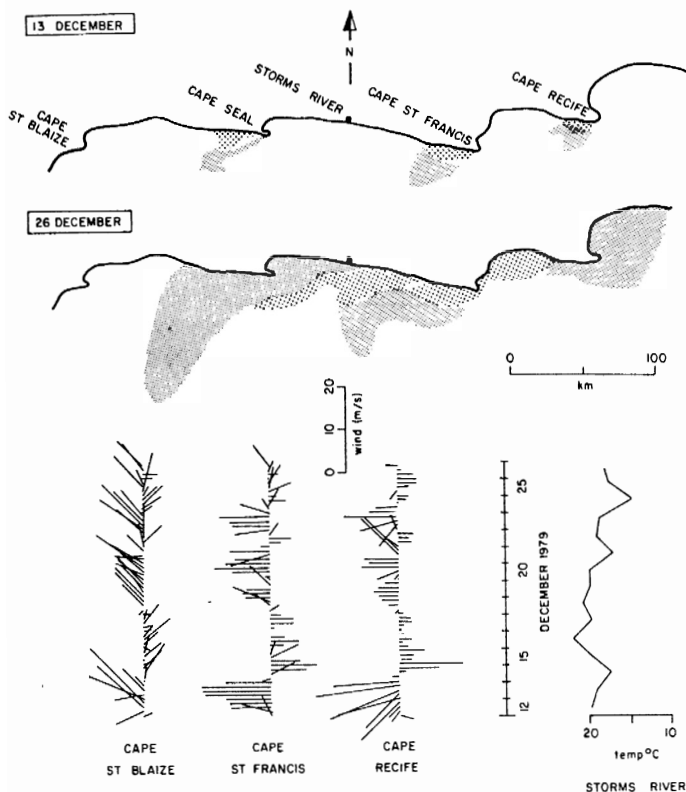 13 DECEMBER
N
CAPE ST BLAIZE
CAPE SEAL
STORMS RIVER
CAPE ST FRANCIS
CAPE RECIFE
26 DECEMBER
0 100
km
20
10
0
wind (m/s)
25
20
15
12
DECEMBER 1979
20 10
temp°C
CAPE
ST BLAIZE
CAPE
ST FRANCIS
CAPE
RECIFE
STORMS RIVER